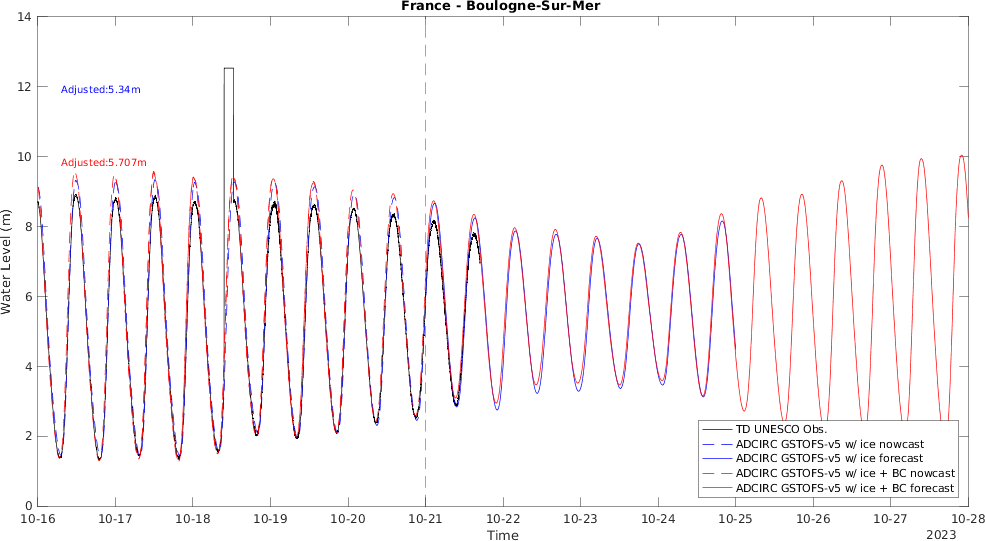 France - Boulogne-Sur-Mer
14
12
10
8
6
4
2
0
Water Level (m)
Adjusted:5.34m
Adjusted:5.707m
TD UNESCO Obs.
ADCIRC GSTOFS-v5 w/ ice nowcast
ADCIRC GSTOFS-v5 w/ ice forecast
ADCIRC GSTOFS-v5 w/ ice + BC nowcast
ADCIRC GSTOFS-v5 w/ ice + BC forecast
10-16 10-17 10-18 10-19 10-20 10-21 10-22 10-23 10-24 10-25 10-26 10-27 10-28
Time
2023